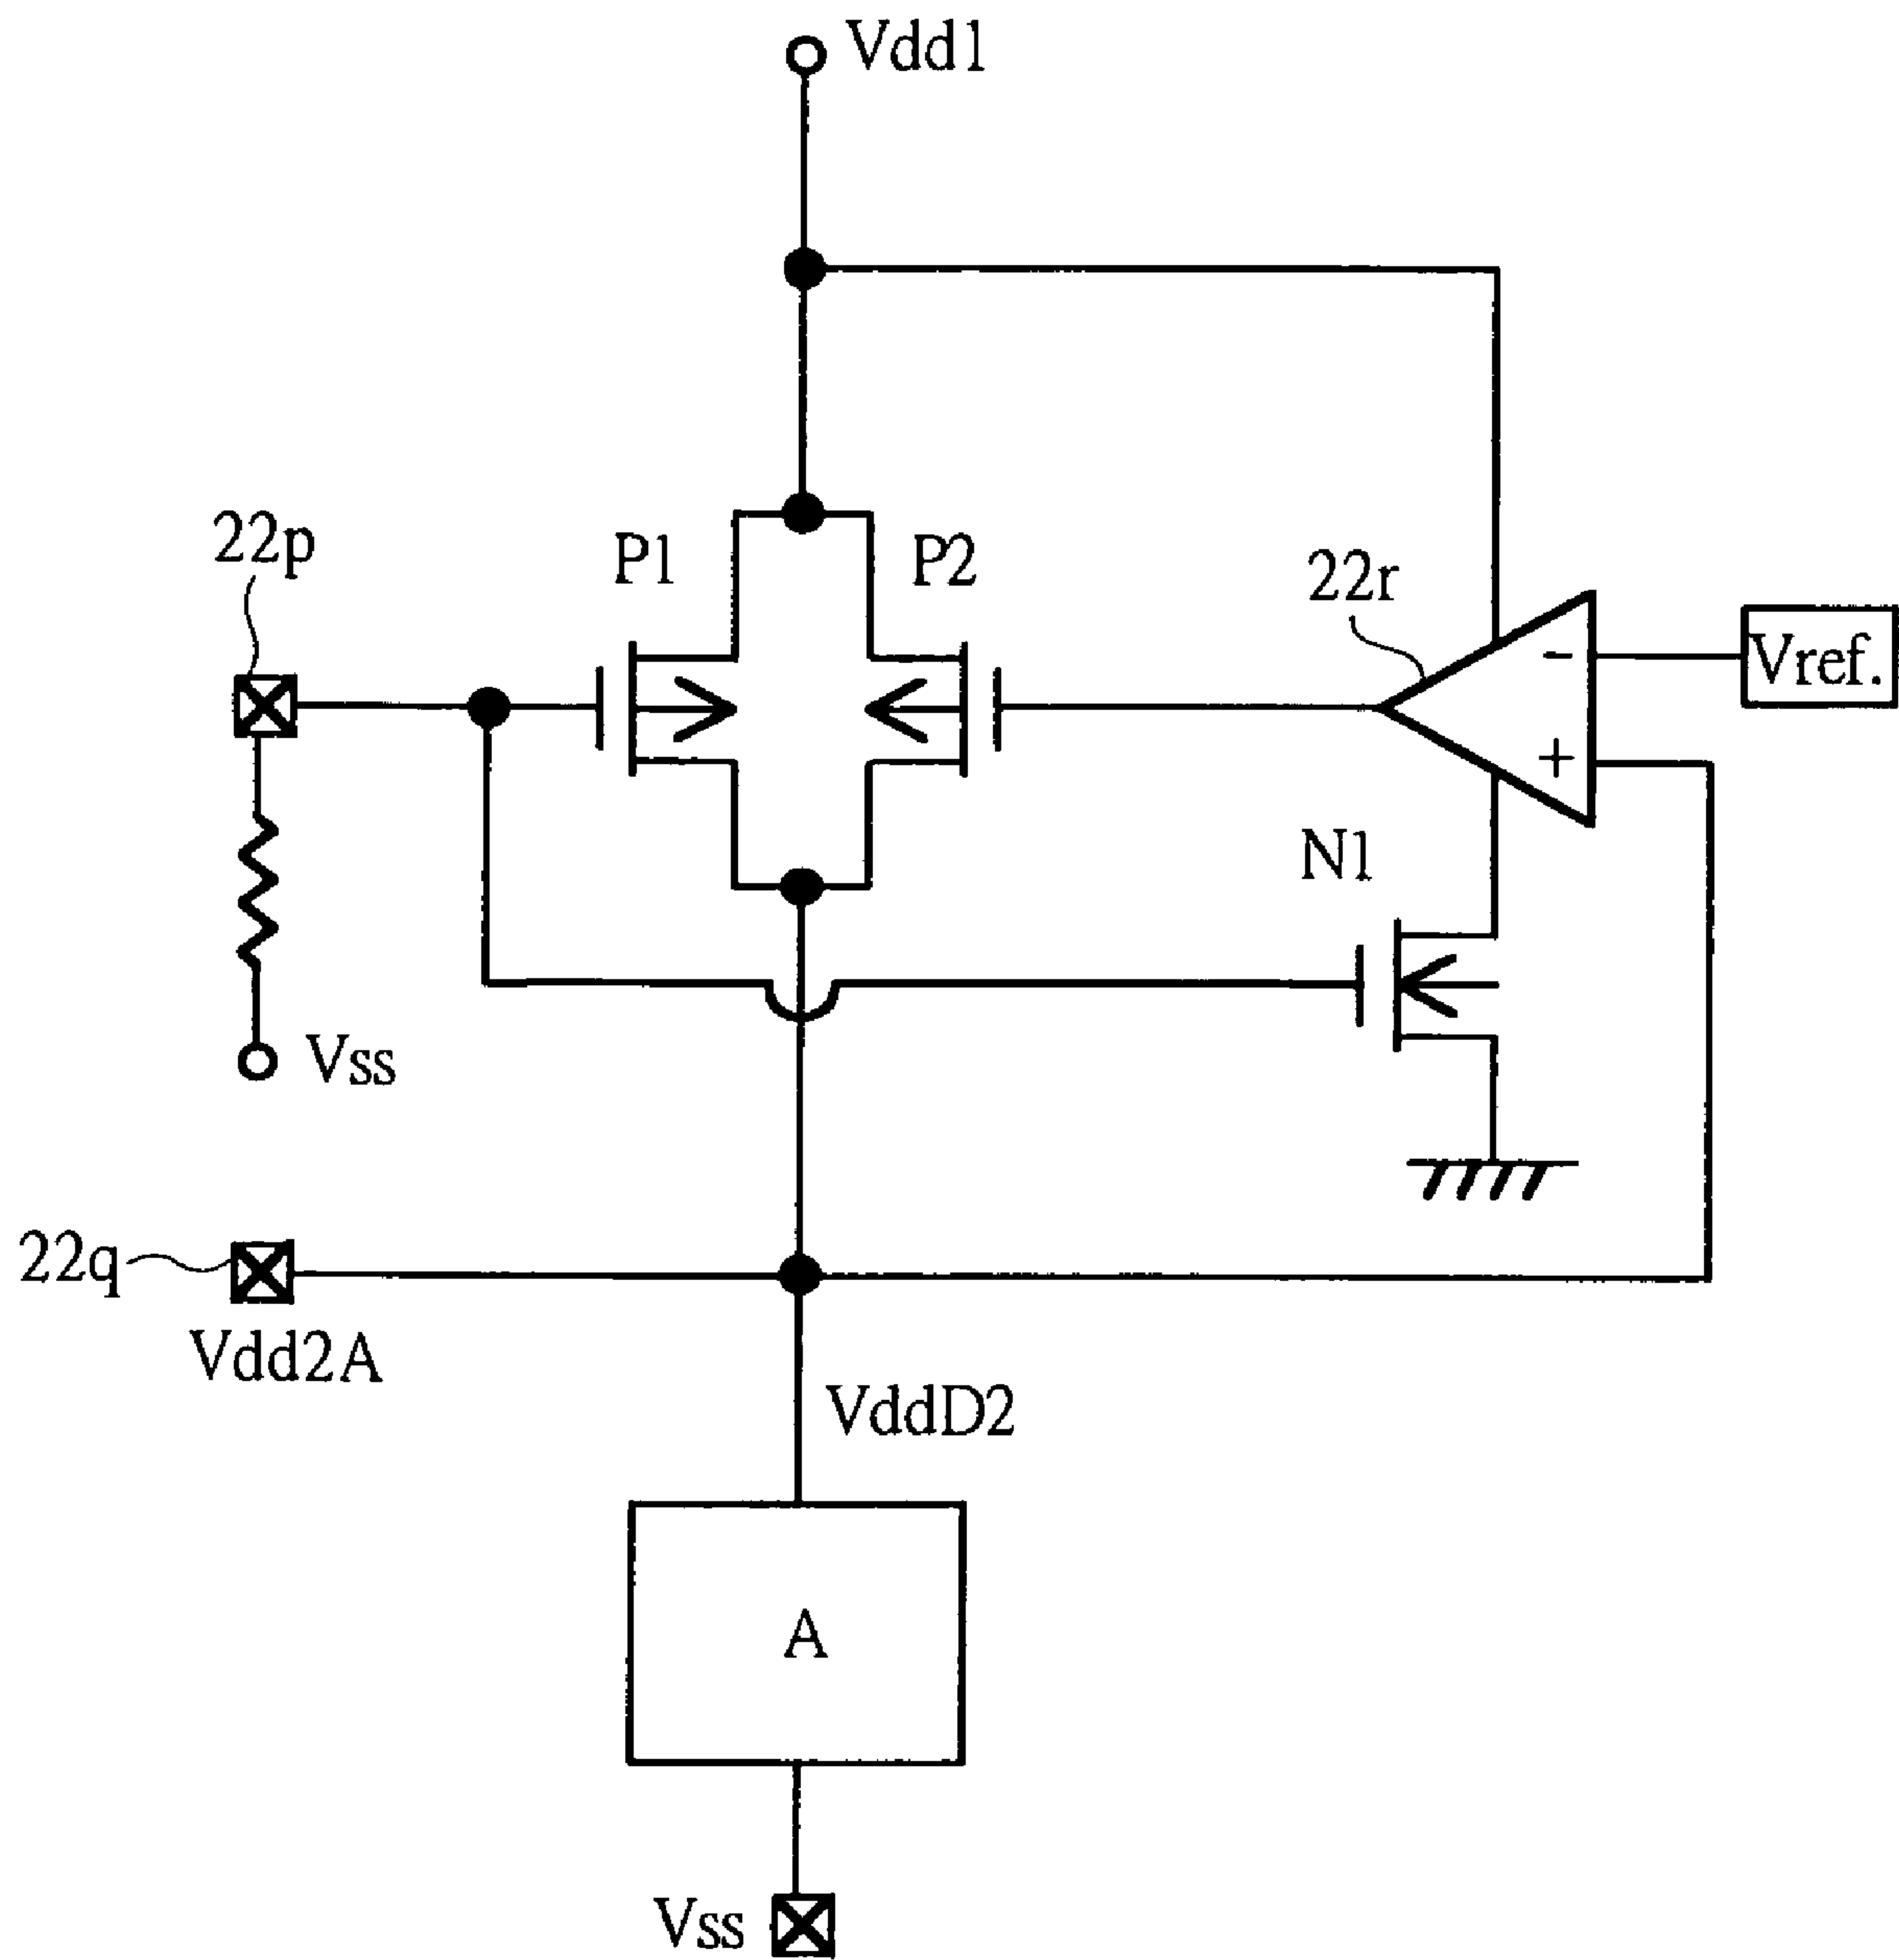 Vdd1
22p
P1
P2
22r
-
Vref.
+
N1
Vss
22q
Vdd2A
VddD2
A
Vss